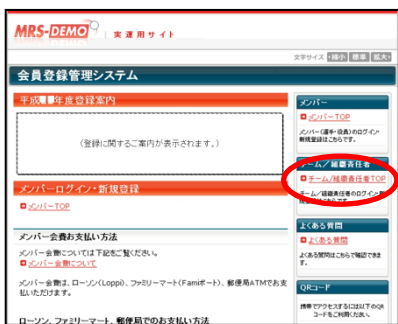 MRS-DEMO 実運用サイト
文字サイズ 縮小 標準 拡大
会員登録管理システム
平成 年度登録案内
(登録に関するご案内が表示されます。)
メンバーログイン・新規登録
メンバーTOP
メンバー会費お支払い方法
メンバー会費については下記をご覧ください。
メンバー会費について
メンバー会費は、ローソン(Loppi)、ファミリーマート(Famiポート)、郵便局ATMでお支
払いただけます。
ローソン、ファミリーマート、郵便局でのお支払い方法
メンバー
メンバーTOP
メンバー(選手・役員)のログイン・
新規登録はこちらです。
チーム/組織責任者
チーム/組織責任者TOP
チーム/組織責任者のログイン・新
規登録はこちらです。
よくある質問
よくある質問
よくある質問はこちらで確認できま
す。
QRコード
携帯でアクセスするには以下のQR
コードをご利用ください。